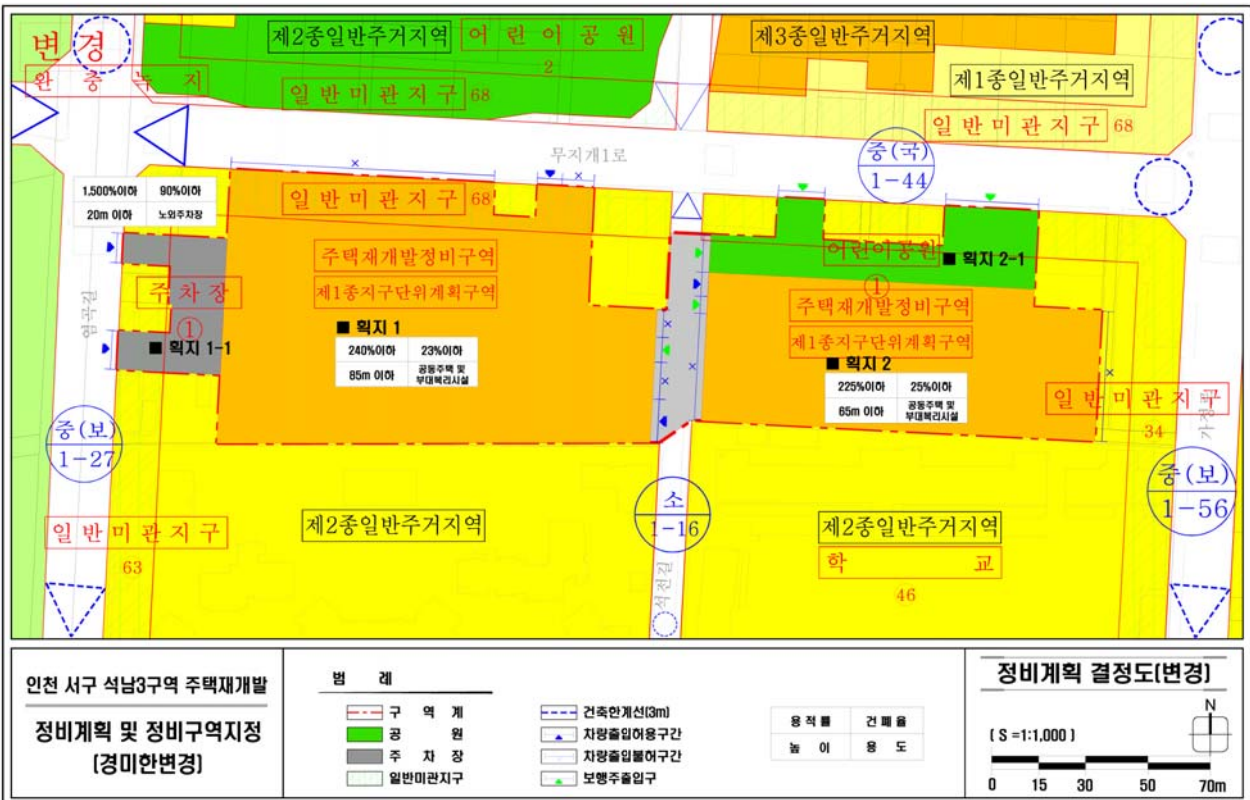 변경
완충녹지
제2종일반주거지역
어린이공원
2
일반미관지구 68
제3종일반주거지역
제1종일반주거지역
일반미관지구 68
중(국)
1-44
무지개1로
1,500%이하 90%이하
20m 이하 노외주차장
일반미관지구 68
주택재개발정비구역
제1종지구단위계획구역
■ 획지 1
240%이하 23%이하
85m 이하 공동주택 및 부대복리시설
주차장
①
■ 획지 1-1
염곡길
어린이공원
①
■ 획지 2-1
주택재개발정비구역
제1종지구단위계획구역
■ 획지 2
225%이하 25%이하
65m 이하 공동주택 및 부대복리시설
일반미관지구
34
가정로
중(보)
1-27
일반미관지구
63
제2종일반주거지역
소
1-16
석천길
제2종일반주거지역
학교
46
중(보)
1-56
인천 서구 석남3구역 주택재개발
정비계획 및 정비구역지정
(경미한변경)
범 례
구 역 계
공 원
주 차 장
일반미관지구
건축한계선(3m)
차량출입허용구간
차량출입불허구간
보행주출입구
용적률 건폐율
높 이 용 도
정비계획 결정도(변경)
( S =1:1,000 )
N
0 15 30 50 70m